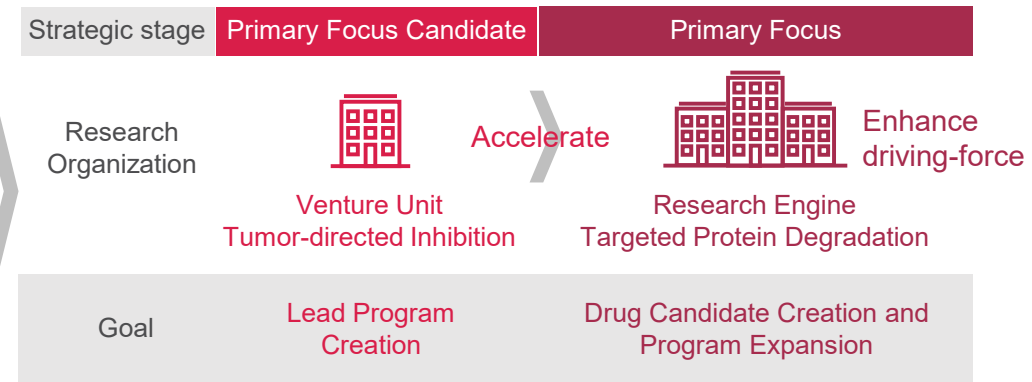 Strategic stage
Primary Focus Candidate
Primary Focus
Research
Organization
Accelerate
Enhance
driving-force
Venture Unit
Tumor-directed Inhibition
Research Engine
Targeted Protein Degradation
Goal
Lead Program
Creation
Drug Candidate Creation and
Program Expansion